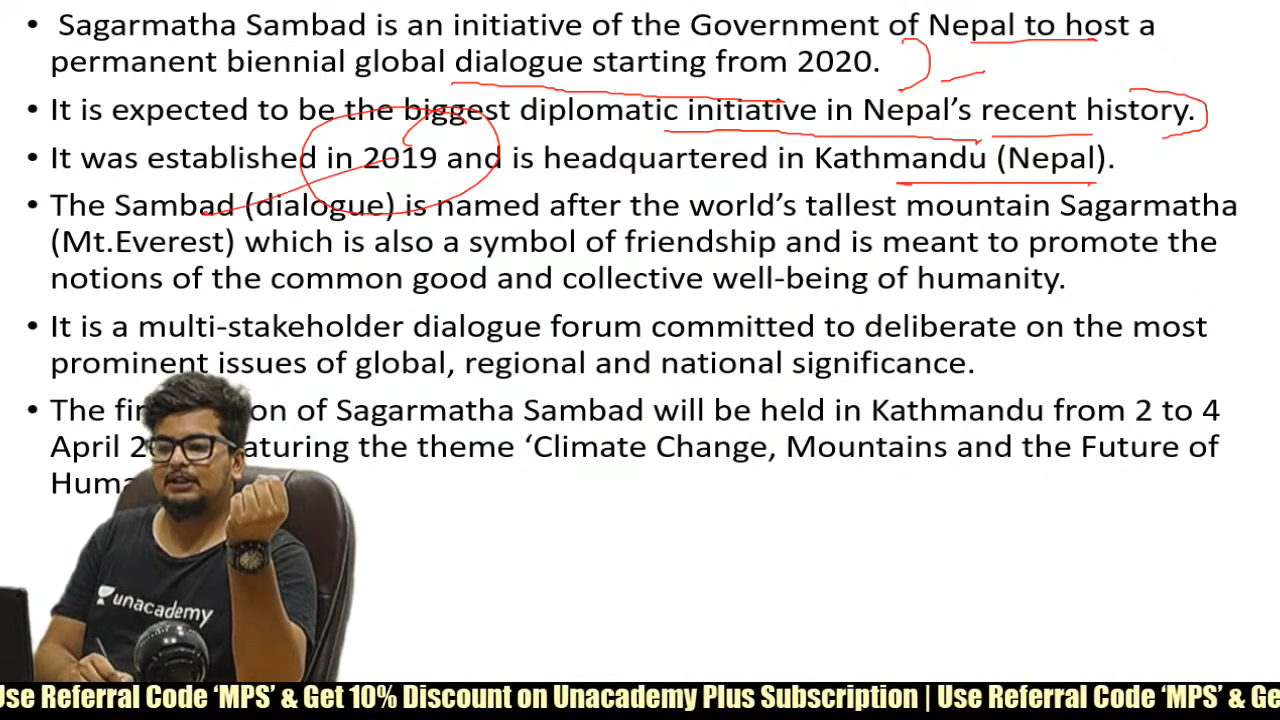 • Sagarmatha Sambad is an initiative of the Government of Nepal to host a
permanent biennial global dialogue starting from 2020.
• It is expected to be the biggest diplomatic initiative in Nepal's recent history.
• It was established in 2019 and is headquartered in Kathmandu (Nepal).
• The Sambad (dialogue) is named after the world's tallest mountain Sagarmatha
(Mt.Everest) which is also a symbol of friendship and is meant to promote the
notions of the common good and collective well-being of humanity.
• It is a multi-stakeholder dialogue forum committed to deliberate on the most
prominent issues of global, regional and national significance.
• The of Sagarmatha Sambad will be held in Kathmandu from 2 to 4
April the theme ‘Climate Change, Mountains and the Future of
unacademy
Use Referral Code ‘MPS’ & Get 10% Discount on Unacademy Plus Subscription | Use Referral Code ‘MPS’ & Ge